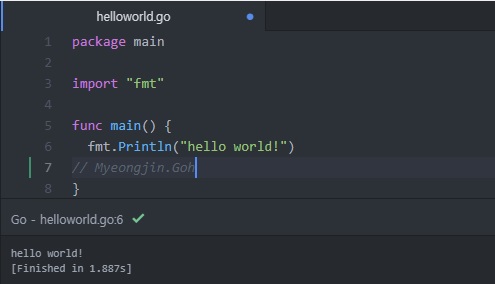 helloworld.go
1 package main
2
3 import "fmt"
4
5 func main() {
6 fmt.Println("hello world!")
7 // Myeongjin.Goh
8 }
Go - helloworld.go:6
hello world!
[Finished in 1.887s]